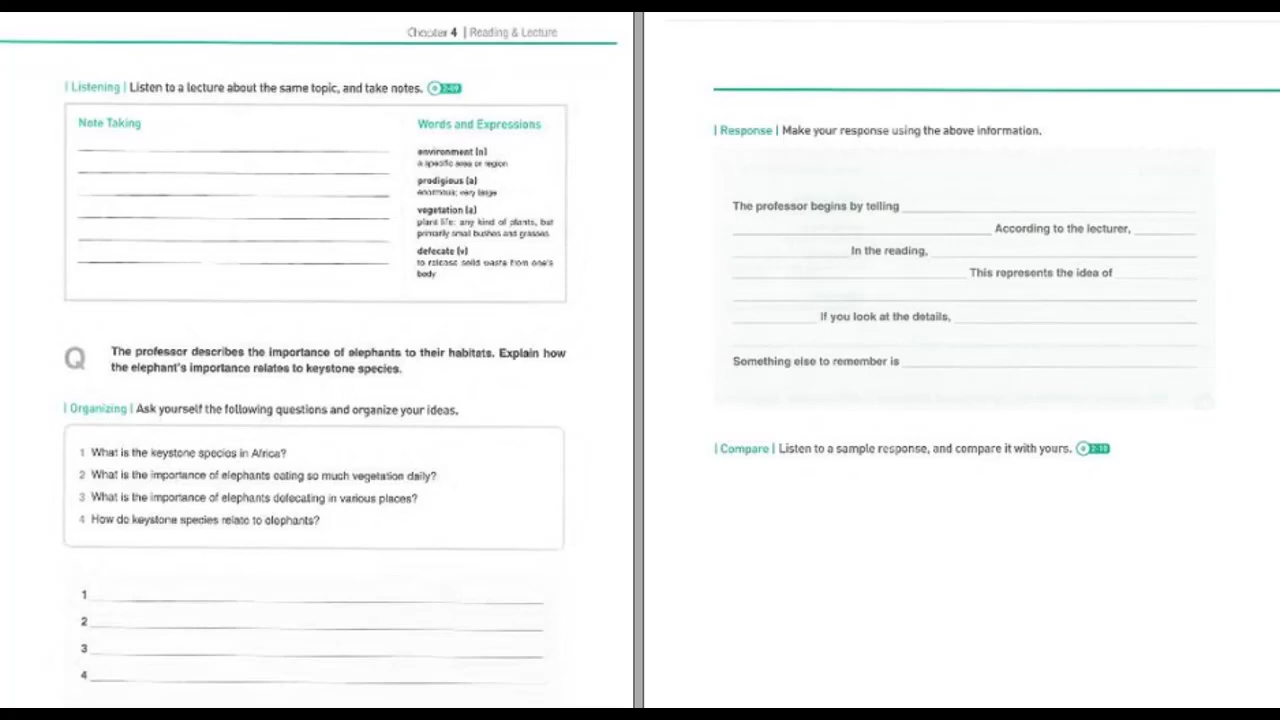 Chapter 4 | Reading & Lecture
| Listening | Listen to a lecture about the same topic, and take notes. 2-09
Note Taking
Words and Expressions
environment (n)
a specific area or region
prodigious (a)
enormous; very large
vegetation (a)
plant life: any kind of plants, but
primarily small bushes and grasses
defecate (v)
to release solid waste from one's
body
Q The professor describes the importance of elephants to their habitats. Explain how
the elephant's importance relates to keystone species.
| Organizing | Ask yourself the following questions and organize your ideas.
1 What is the keystone species in Africa?
2 What is the importance of elephants eating so much vegetation daily?
3 What is the importance of elephants defecating in various places?
4 How do keystone species relate to elephants?
1
2
3
4
| Response | Make your response using the above information.
The professor begins by telling
According to the lecturer,
In the reading,
This represents the idea of
If you look at the details,
Something else to remember is
| Compare | Listen to a sample response, and compare it with yours. 2-10